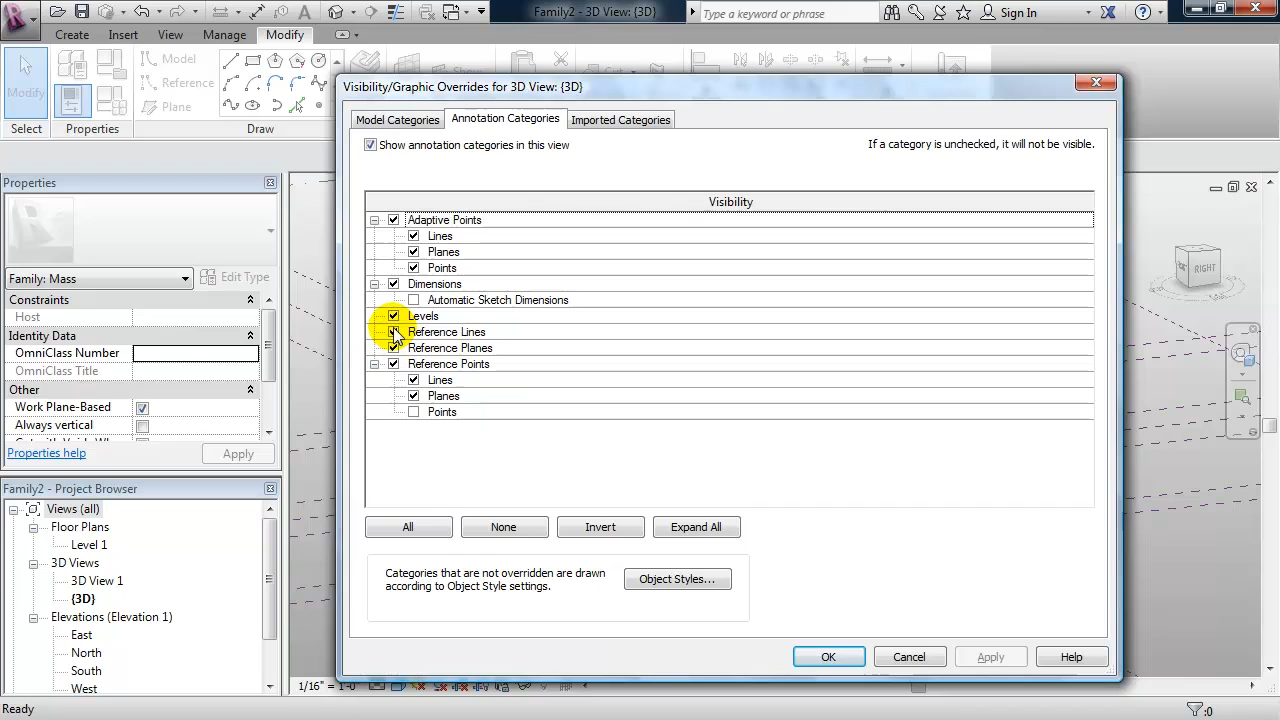 Family2 - 3D View: {3D}
Type a keyword or phrase
Sign In
Create
Insert
View
Manage
Modify
Modify
Model
Reference
Plane
Cut
Select
Properties
Draw
Visibility/Graphic Overrides for 3D View: {3D}
Model Categories
Annotation Categories
Imported Categories
Show annotation categories in this view
If a category is unchecked, it will not be visible.
Visibility
Adaptive Points
Lines
Planes
Points
Dimensions
Automatic Sketch Dimensions
Levels
Reference Lines
Reference Planes
Reference Points
Lines
Planes
Points
All
None
Invert
Expand All
Categories that are not overridden are drawn
according to Object Style settings.
Object Styles...
OK
Cancel
Apply
Help
Properties
Family: Mass
Edit Type
Constraints
Host
Identity Data
OmniClass Number
OmniClass Title
Other
Work Plane-Based
Always vertical
Properties help
Apply
Family2 - Project Browser
Views (all)
Floor Plans
Level 1
3D Views
3D View 1
{3D}
Elevations (Elevation 1)
East
North
South
West
RIGHT
1/16" = 1'-0"
Ready
:0